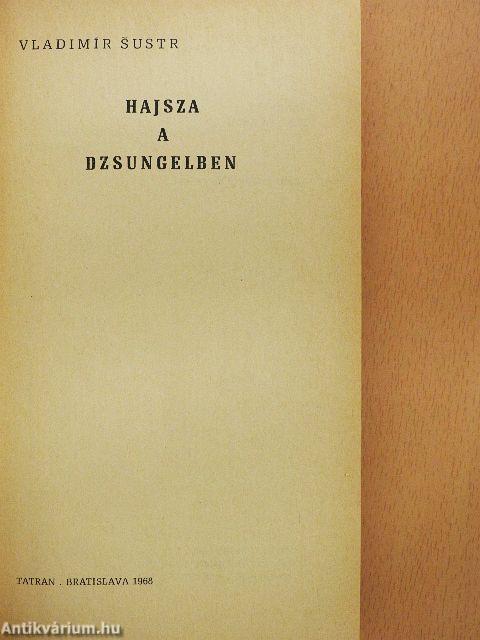 VLADIMÍR ŠUSTR
HAJSZA
A
DZSUNGELBEN
TATRAN . BRATISLAVA 1968
Antikvárium.hu